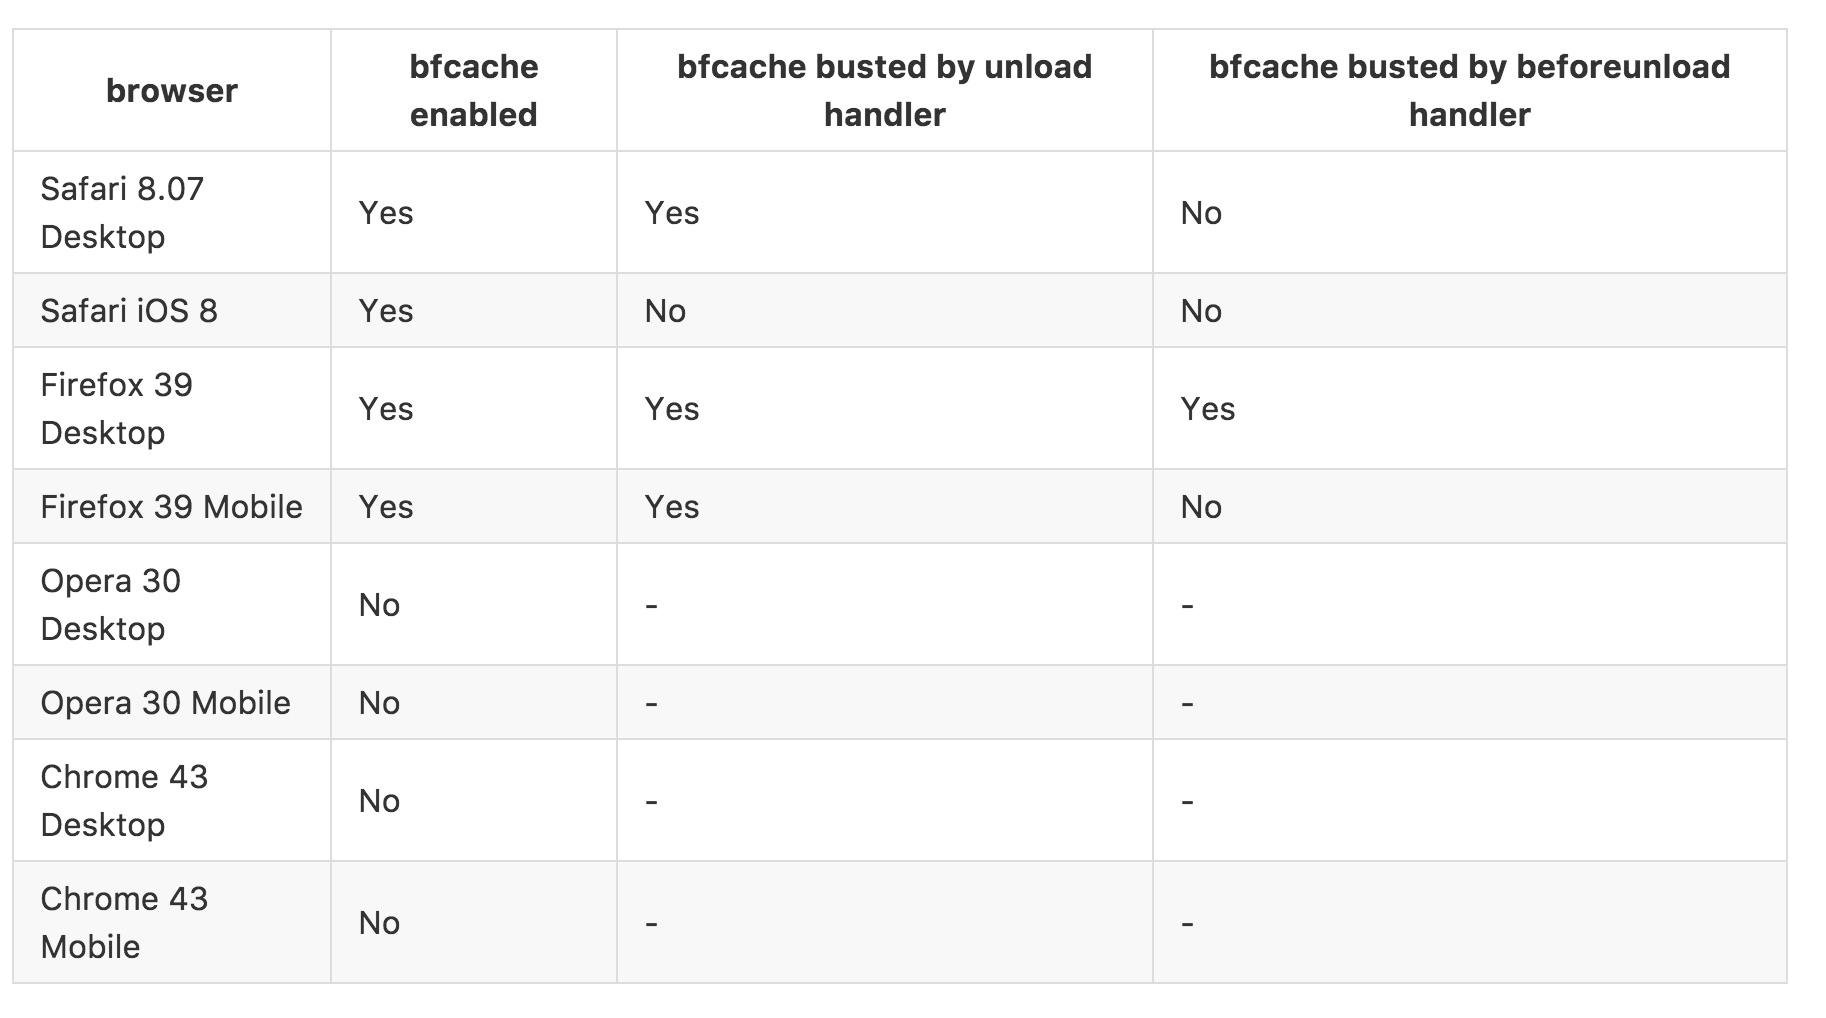 browser
bfcache
enabled
bfcache busted by unload
handler
bfcache busted by beforeunload
handler
Safari 8.07
Desktop
Yes
Yes
No
Safari iOS 8
Yes
No
No
Firefox 39
Desktop
Yes
Yes
Yes
Firefox 39 Mobile
Yes
Yes
No
Opera 30
Desktop
No
-
-
Opera 30 Mobile
No
-
-
Chrome 43
Desktop
No
-
-
Chrome 43
Mobile
No
-
-